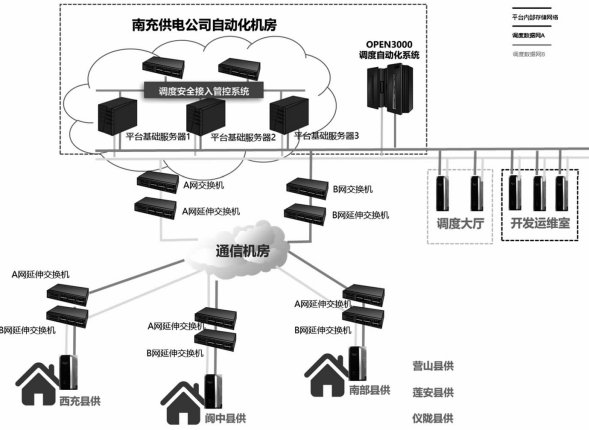 南充供电公司自动化机房
平台内部存储网络
调度数据网A
调度数据网B
OPEN3000
调度自动化系统
调度安全接入管控系统
平台基础服务器1
平台基础服务器2
平台基础服务器3
A网交换机
B网交换机
A网延伸交换机
B网延伸交换机
调度大厅
开发运维室
通信机房
A网延伸交换机
A网延伸交换机
A网延伸交换机
B网延伸交换机
B网延伸交换机
B网延伸交换机
营山县供
南部县供
莲安县供
西充县供
阆中县供
仪陇县供